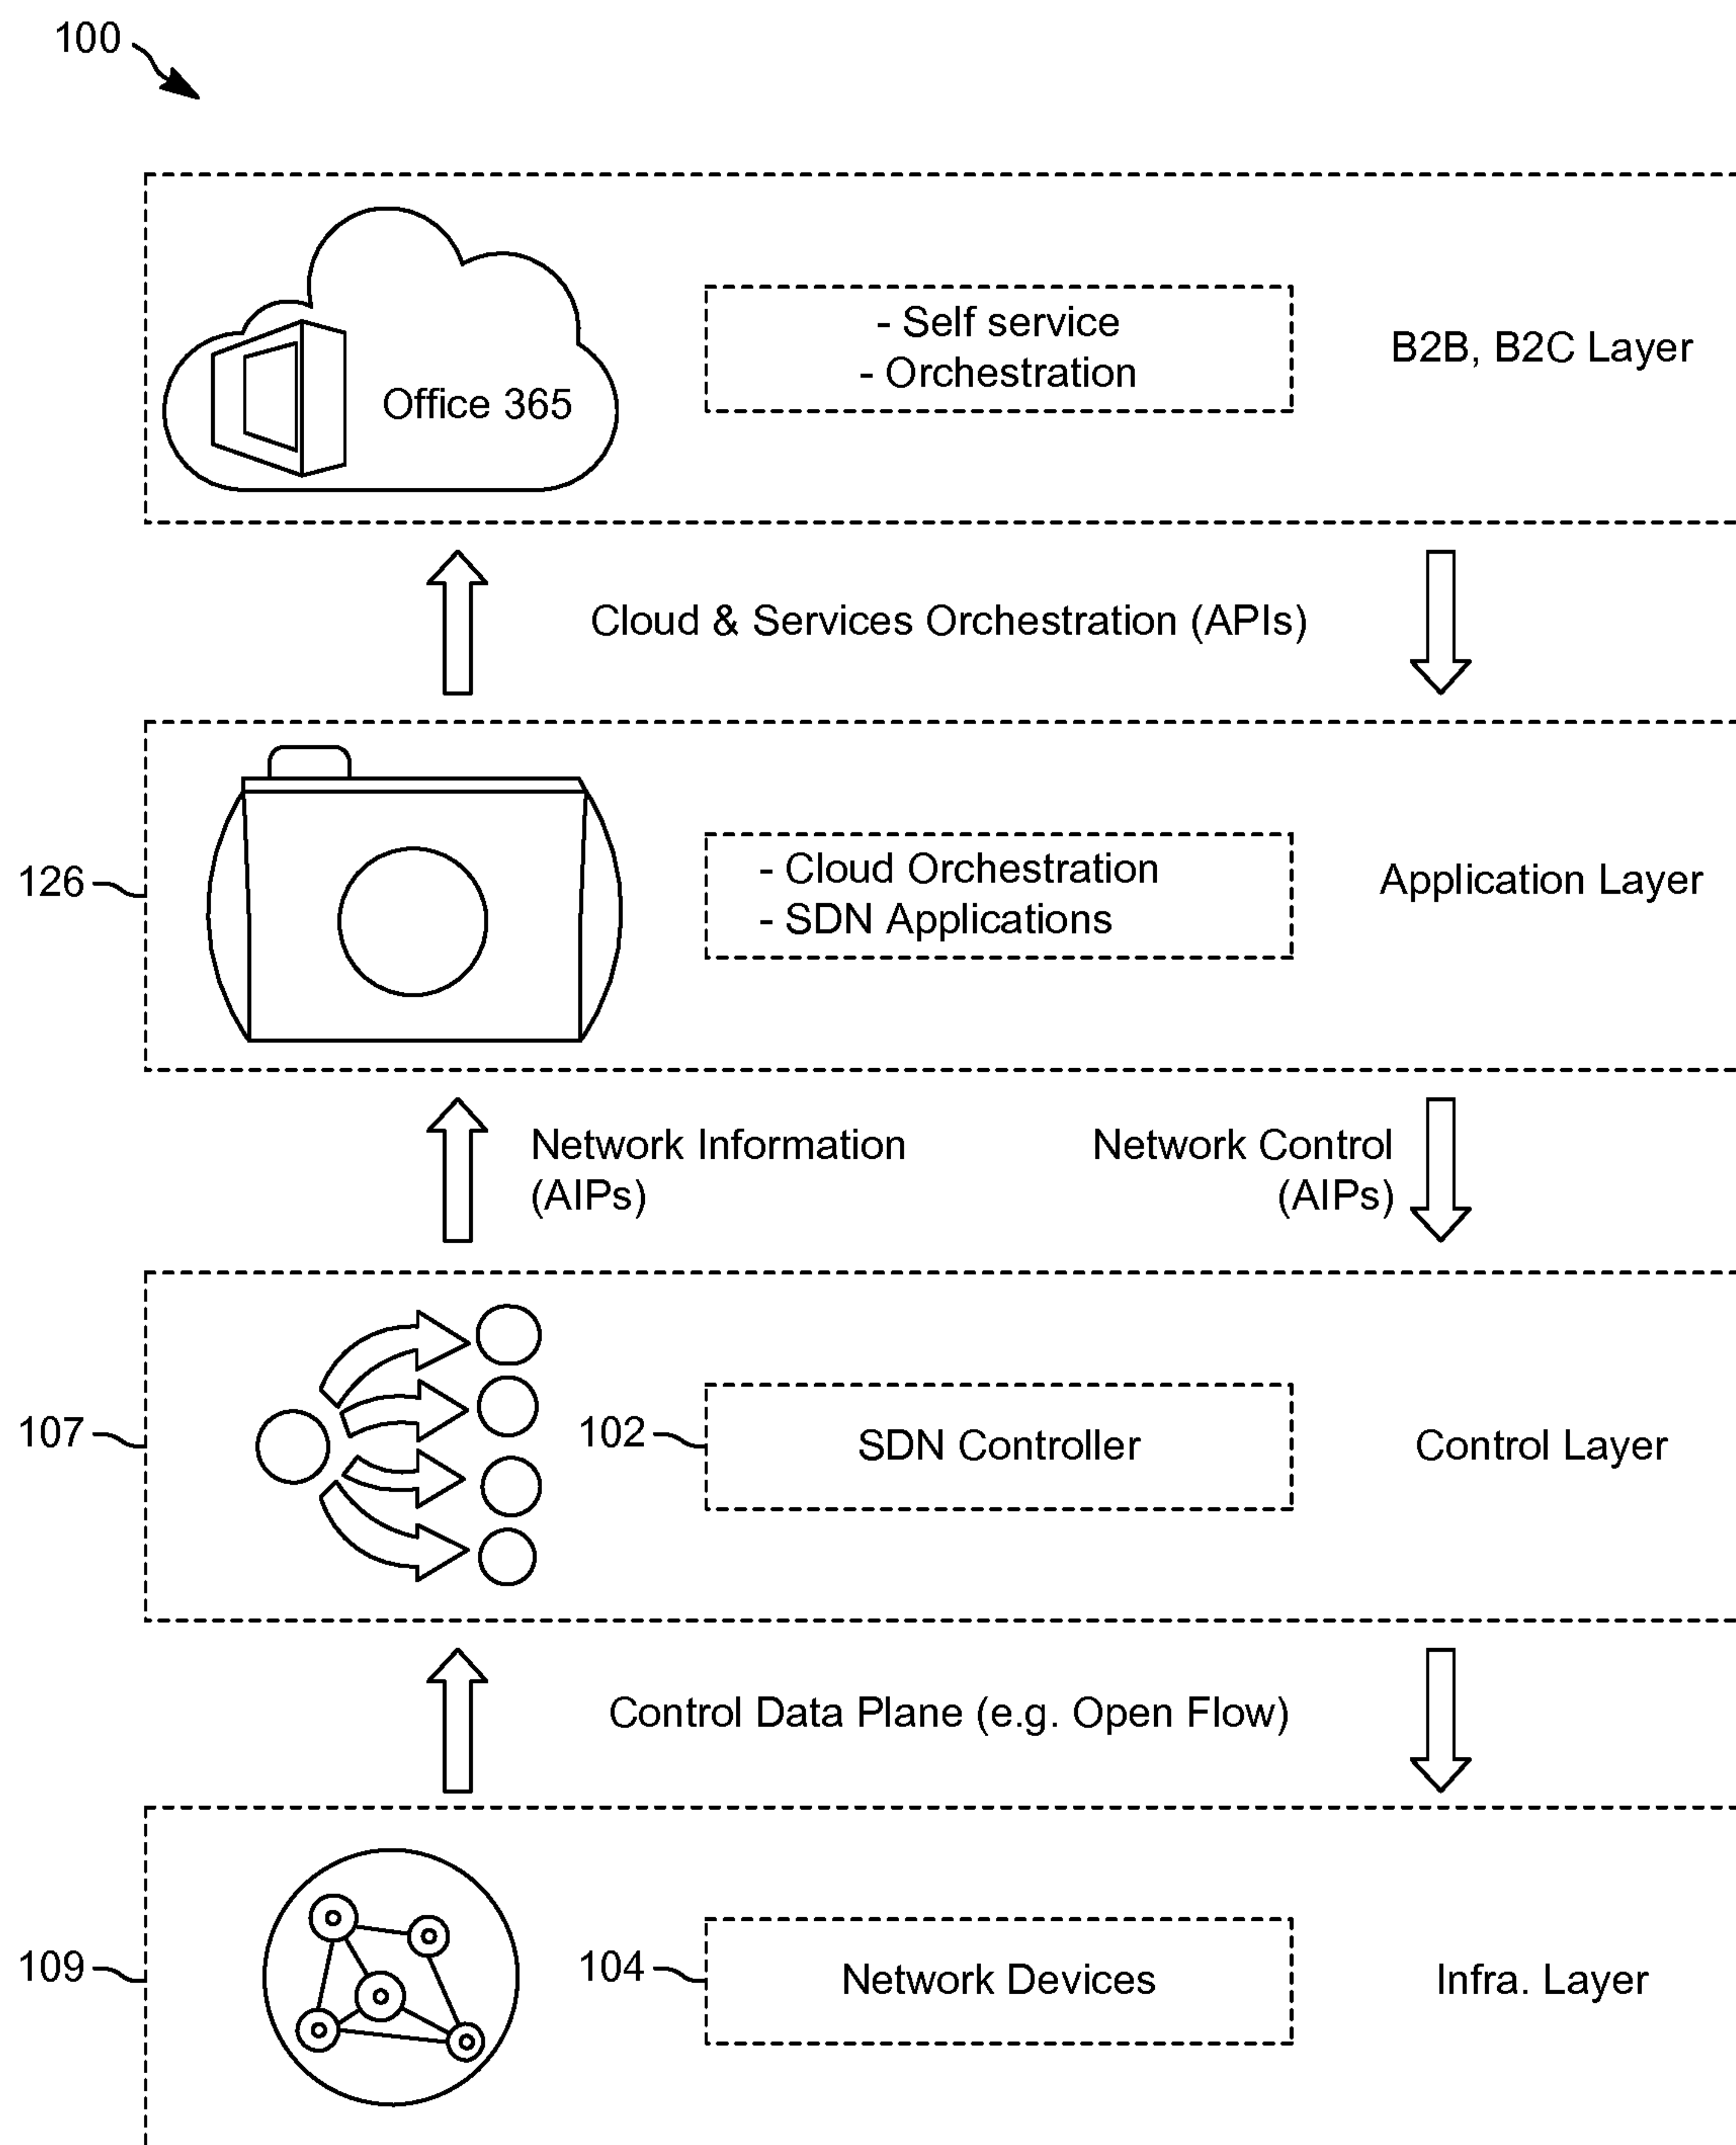 100
- Self service
- Orchestration
B2B, B2C Layer
Office 365
Cloud & Services Orchestration (APIs)
126
- Cloud Orchestration
- SDN Applications
Application Layer
Network Information
(AIPs)
Network Control
(AIPs)
107
102
SDN Controller
Control Layer
Control Data Plane (e.g. Open Flow)
109
104
Network Devices
Infra. Layer